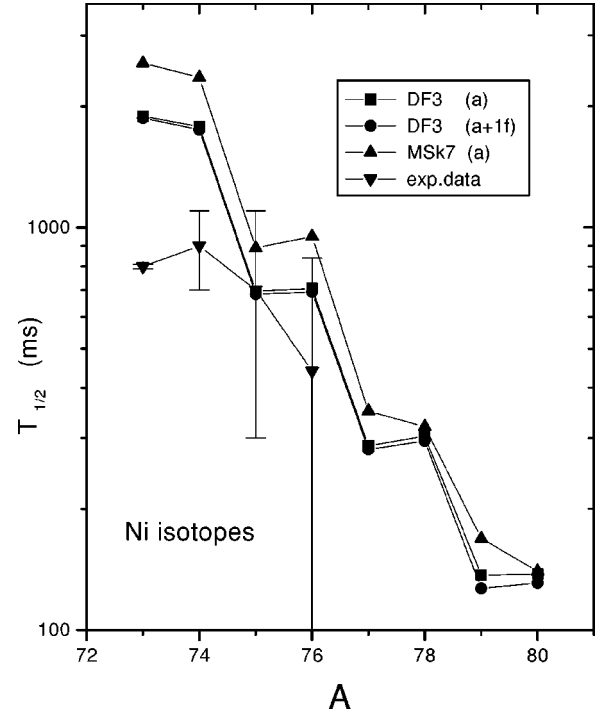 DF3 (a)
DF3 (a+1f)
MSk7 (a)
exp.data
1000
T1/2 (ms)
Ni isotopes
100
72 74 76 78 80
A